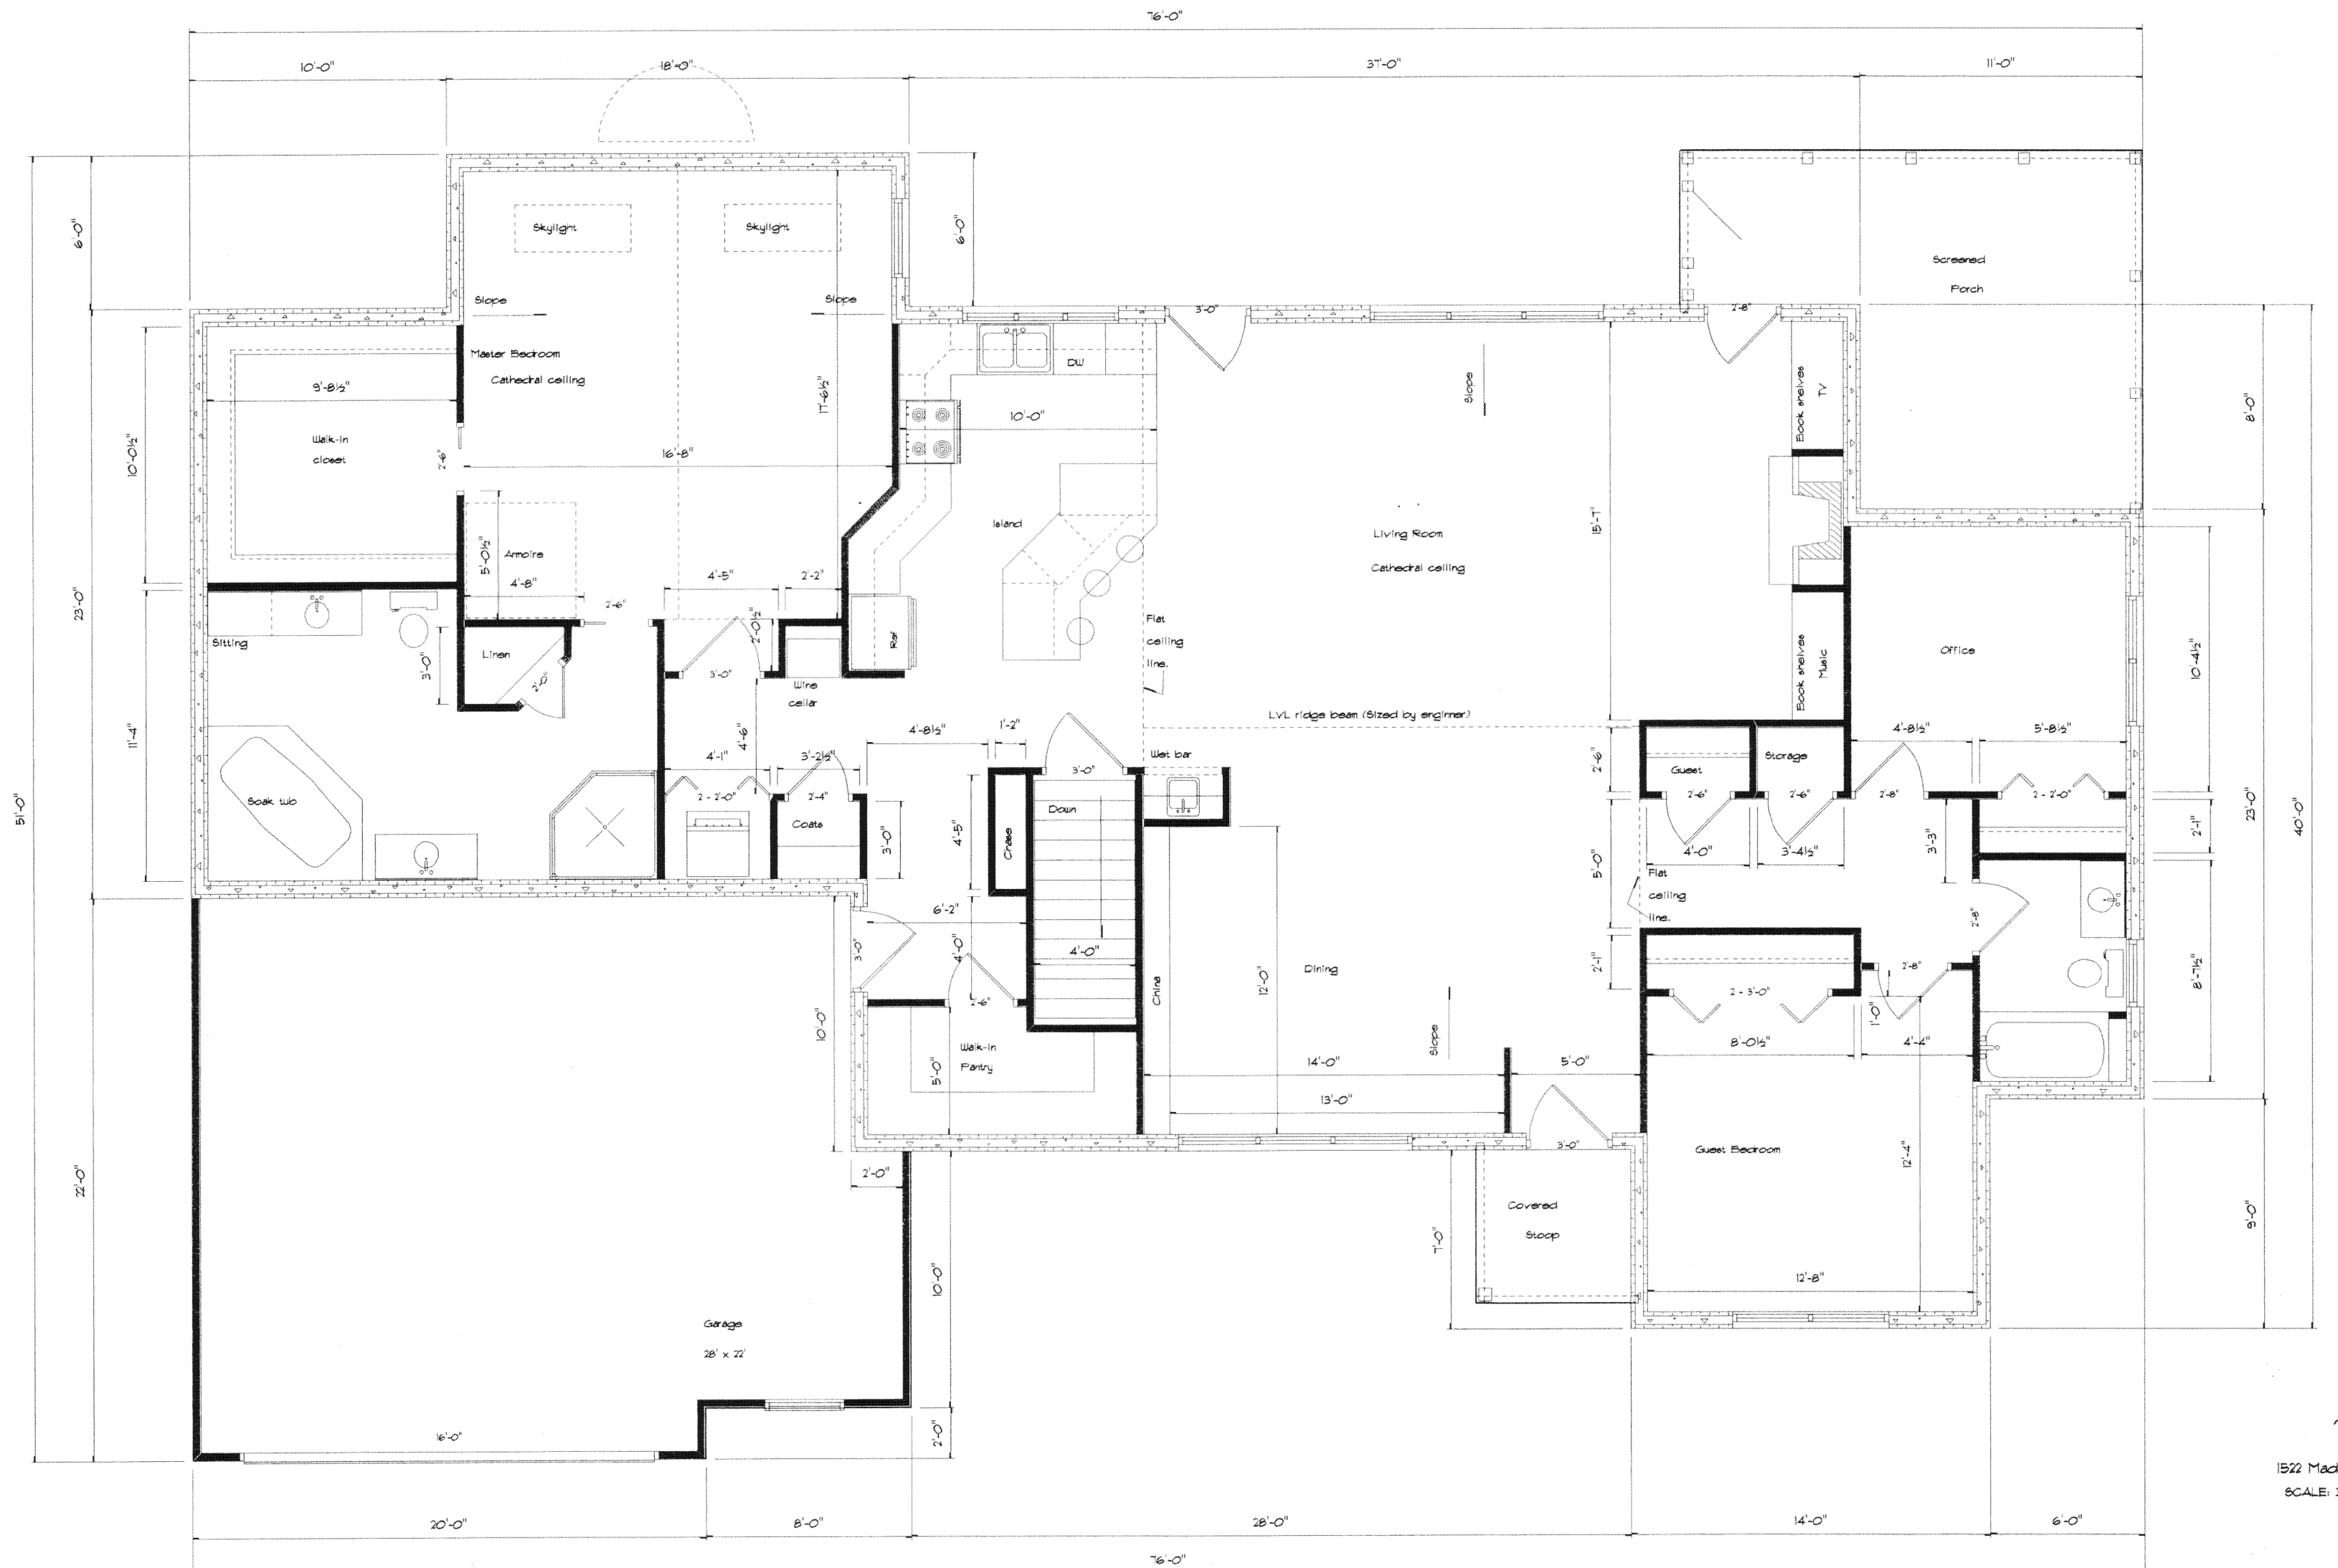 76'-0"
10'-0"
18'-0"
37'-0"
11'-0"
6'-0"
6'-0"
Skylight
Skylight
Screened
Porch
Slope
Slope
3'-0"
2'-8"
Master Bedroom
Cathedral ceiling
DW
9'-8½"
17'-6½"
Slope
Book shelves
TV
10'-0"
8'-0"
Walk-in
closet
10'-0½"
2'-6"
16'-8"
Island
Living Room
Cathedral ceiling
15'-7"
5'-0½"
Armoire
4'-8"
4'-5"
2'-2"
23'-0"
2'-6"
2'-0½"
Flat
ceiling
line.
Ref
Sitting
3'-0"
Linen
2'-0"
3'-0"
Wine
cellar
Book shelves
Music
Office
10'-4½"
LVL ridge beam (Sized by enginner)
11'-4"
4'-6"
4'-8½"
1'-2"
4'-1"
3'-2½"
Wet bar
2'-6"
Guest
Storage
4'-8½"
5'-8½"
3'-0"
51'-0"
Soak tub
2 - 2'-0"
2'-4"
Coats
3'-0"
4'-5"
Chase
Down
2'-6"
2'-6"
2'-8"
2 - 2'-0"
2'-1"
23'-0"
40'-0"
4'-0"
3'-4½"
3'-3"
5'-0"
Flat
ceiling
line.
6'-2"
3'-0"
4'-0"
4'-0"
2'-8"
2'-6"
China
12'-0"
Dining
2'-1"
2 - 3'-0"
2'-8"
1'-0"
8'-7½"
10'-0"
Walk-in
Pantry
5'-0"
Slope
8'-0½"
4'-4"
14'-0"
5'-0"
13'-0"
3'-0"
Guest Bedroom
12'-4"
22'-0"
2'-0"
Covered
Stoop
7'-0"
9'-0"
10'-0"
12'-8"
Garage
28' x 22'
16'-0"
2'-0"
1522 Mad
SCALE:
20'-0"
8'-0"
28'-0"
14'-0"
6'-0"
76'-0"